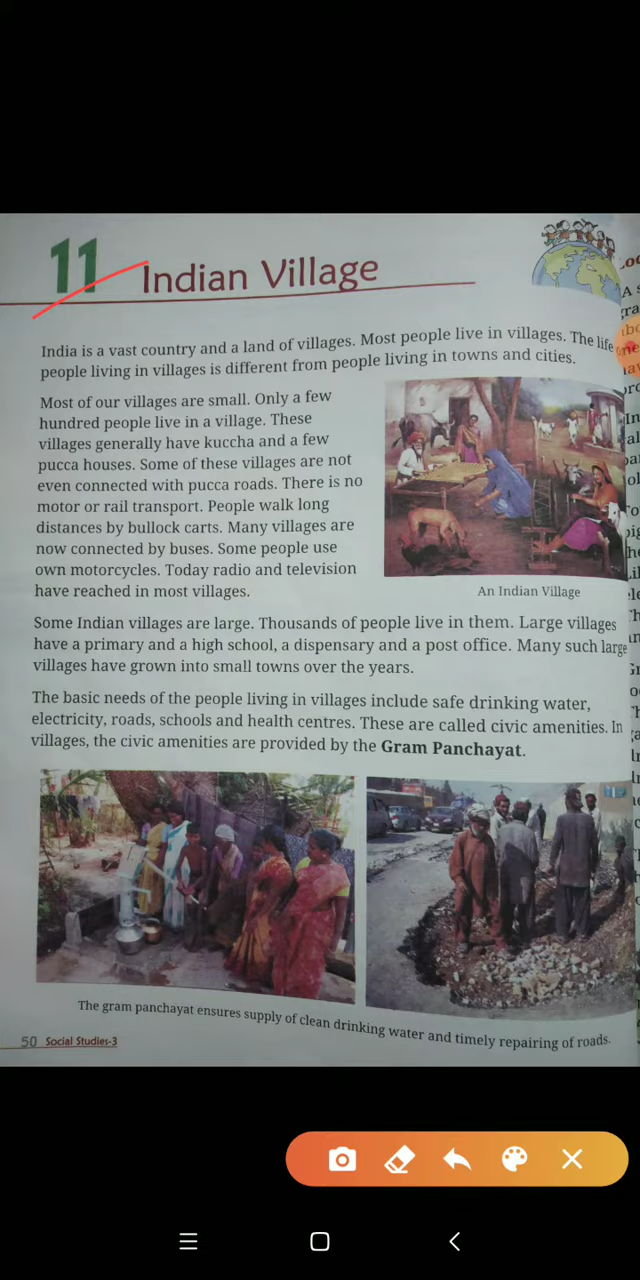 11 Indian Village
India is a vast country and a land of villages. Most people live in villages. The life
people living in villages is different from people living in towns and cities.
Most of our villages are small. Only a few
hundred people live in a village. These
villages generally have kuccha and a few
pucca houses. Some of these villages are not
even connected with pucca roads. There is no
motor or rail transport. People walk long
distances by bullock carts. Many villages are
now connected by buses. Some people use
own motorcycles. Today radio and television
have reached in most villages.
An Indian Village
Some Indian villages are large. Thousands of people live in them. Large villages
have a primary and a high school, a dispensary and a post office. Many such large
villages have grown into small towns over the years.
The basic needs of the people living in villages include safe drinking water,
electricity, roads, schools and health centres. These are called civic amenities. In
villages, the civic amenities are provided by the Gram Panchayat.
The gram panchayat ensures supply of clean drinking water and timely repairing of roads.
50 Social Studies-3